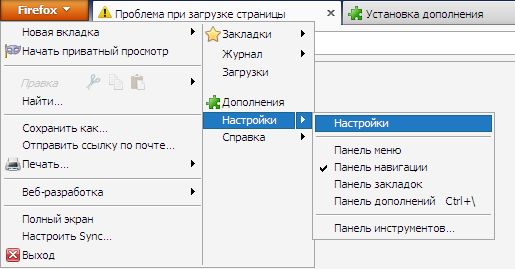 Firefox
Проблема при загрузке страницы
Установка дополнения
Новая вкладка
Начать приватный просмотр
Правка
Найти...
Сохранить как...
Отправить ссылку по почте...
Печать...
Веб-разработка
Полный экран
Настроить Sync...
Выход
Закладки
Журнал
Загрузки
Дополнения
Настройки
Справка
Настройки
Панель меню
Панель навигации
Панель закладок
Панель дополнений Ctrl+\
Панель инструментов...